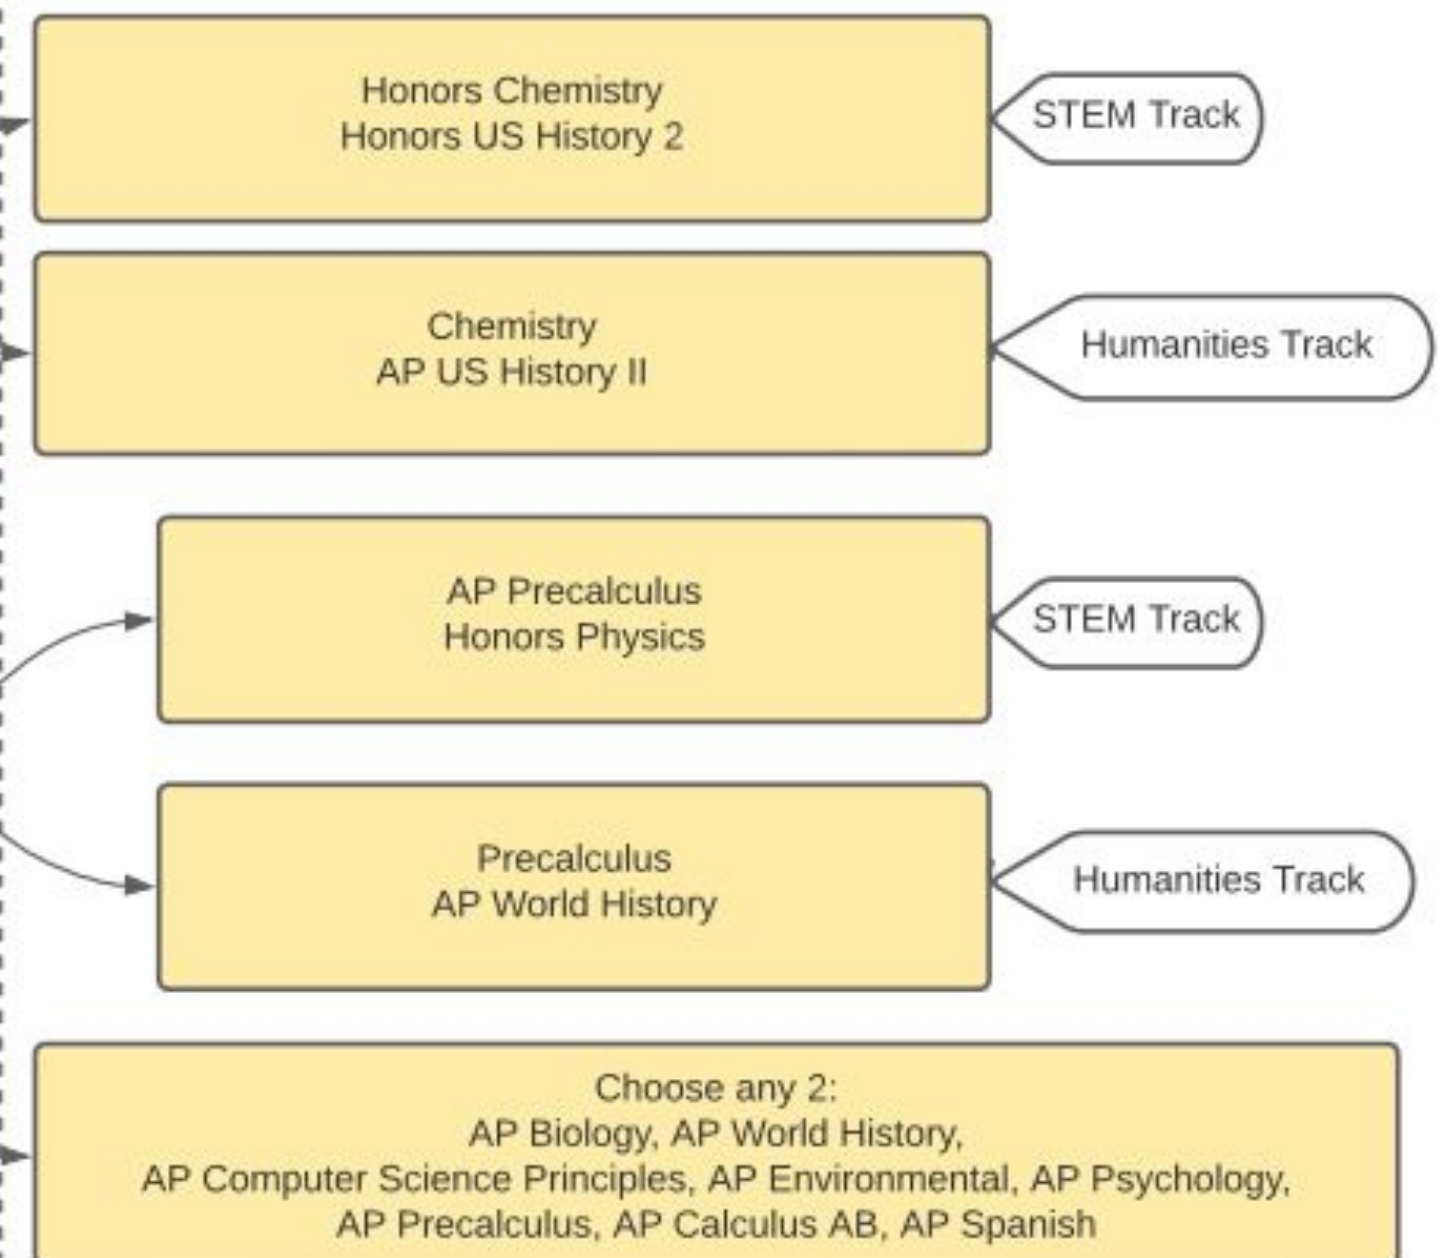 Honors Chemistry
Honors US History 2
STEM Track
Chemistry
AP US History II
Humanities Track
AP Precalculus
Honors Physics
STEM Track
Precalculus
AP World History
Humanities Track
Choose any 2:
AP Biology, AP World History,
AP Computer Science Principles, AP Environmental, AP Psychology,
AP Precalculus, AP Calculus AB, AP Spanish